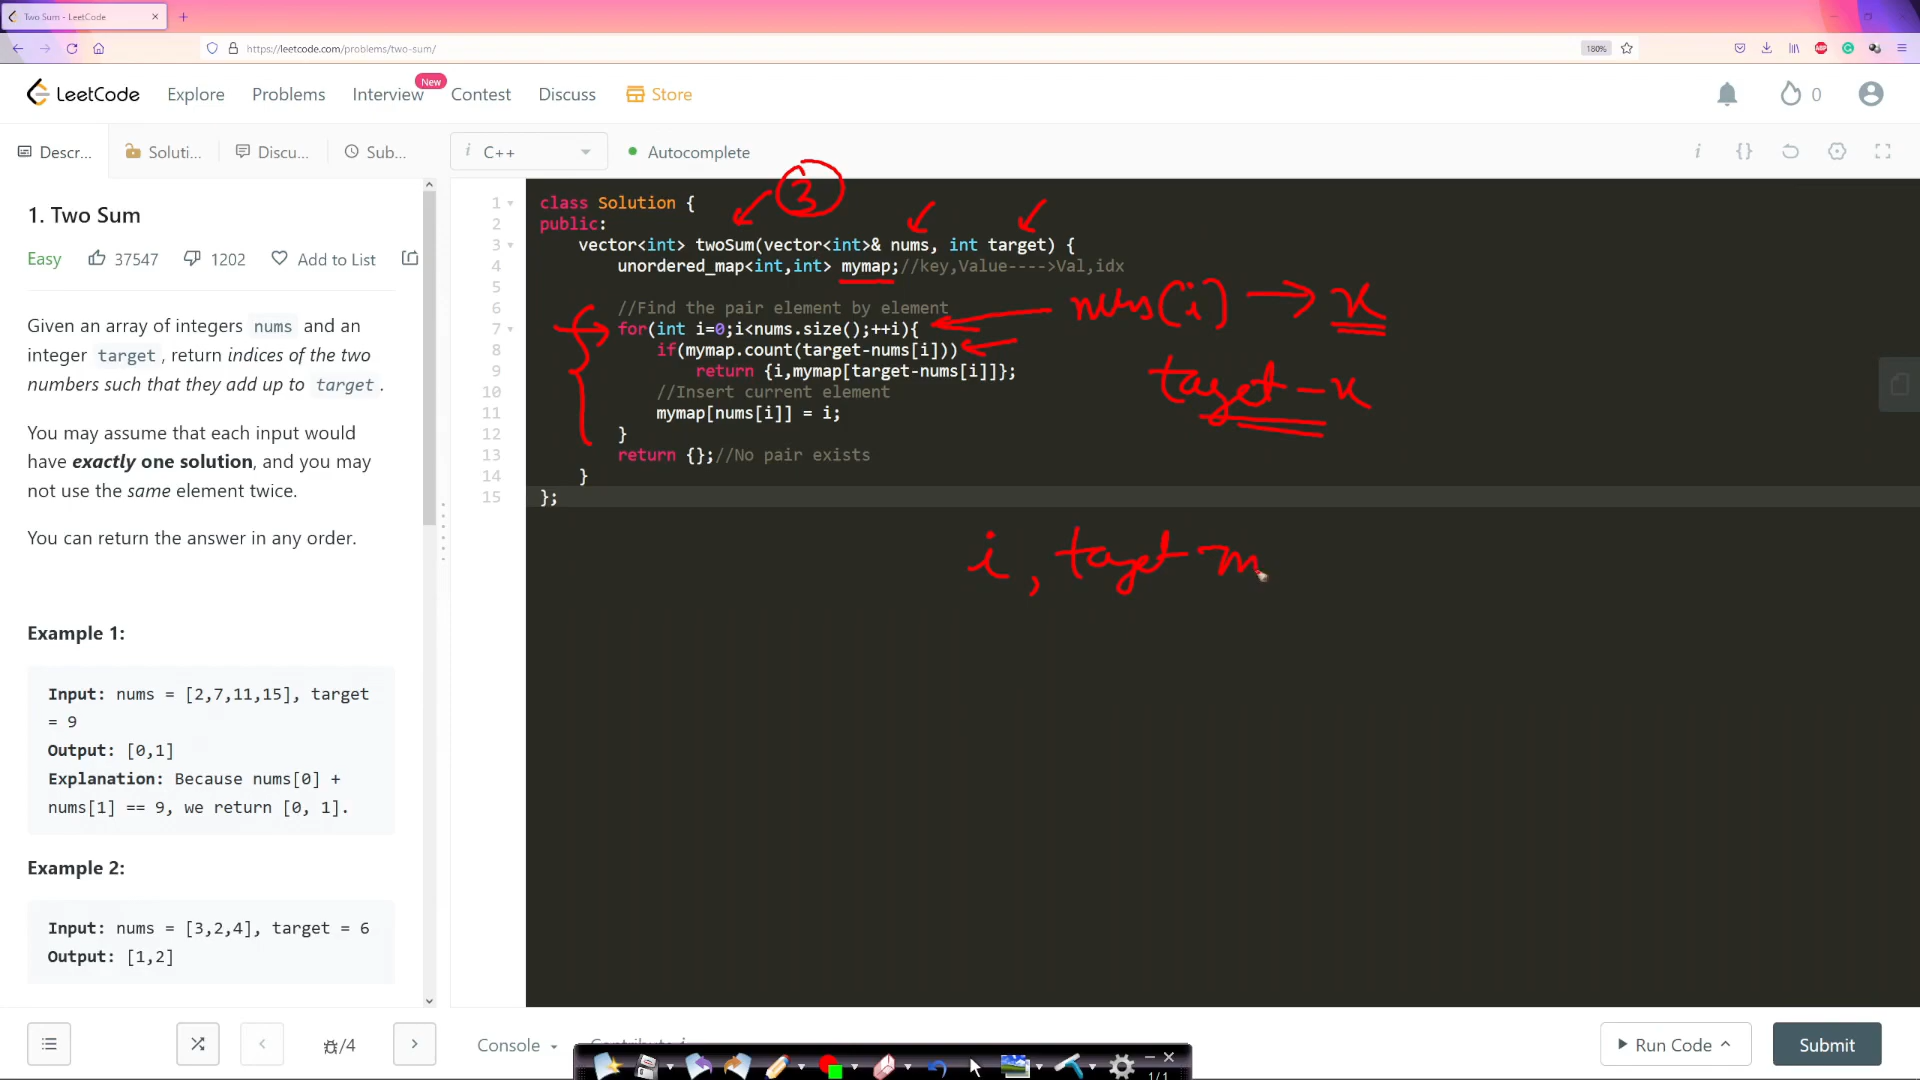 Two Sum - LeetCode
https://leetcode.com/problems/two-sum/
180%
LeetCode
Explore
Problems
Interview
New
Contest
Discuss
Store
0
Descr...
Soluti...
Discu...
Sub...
i C++
Autocomplete
1. Two Sum
Easy
37547
1202
Add to List
Given an array of integers nums and an
integer target, return indices of the two
numbers such that they add up to target.
You may assume that each input would
have exactly one solution, and you may
not use the same element twice.
You can return the answer in any order.
Example 1:
Input: nums = [2,7,11,15], target
= 9
Output: [0,1]
Explanation: Because nums[0] +
nums[1] == 9, we return [0, 1].
Example 2:
Input: nums = [3,2,4], target = 6
Output: [1,2]
3
1 class Solution {
2 public:
3 vector<int> twoSum(vector<int>& nums, int target) {
4 unordered_map<int,int> mymap;//key,Value---->Val,idx
5
6 //Find the pair element by element
7 for(int i=0;i<nums.size();++i){
8 if(mymap.count(target-nums[i]))
9 return {i,mymap[target-nums[i]]};
10 //Insert current element
11 mymap[nums[i]] = i;
12 }
13 return {};//No pair exists
14 }
15 };
nums(i) → x
target - x
i, target
/4
Console
Contribute i
Run Code
Submit
1/1